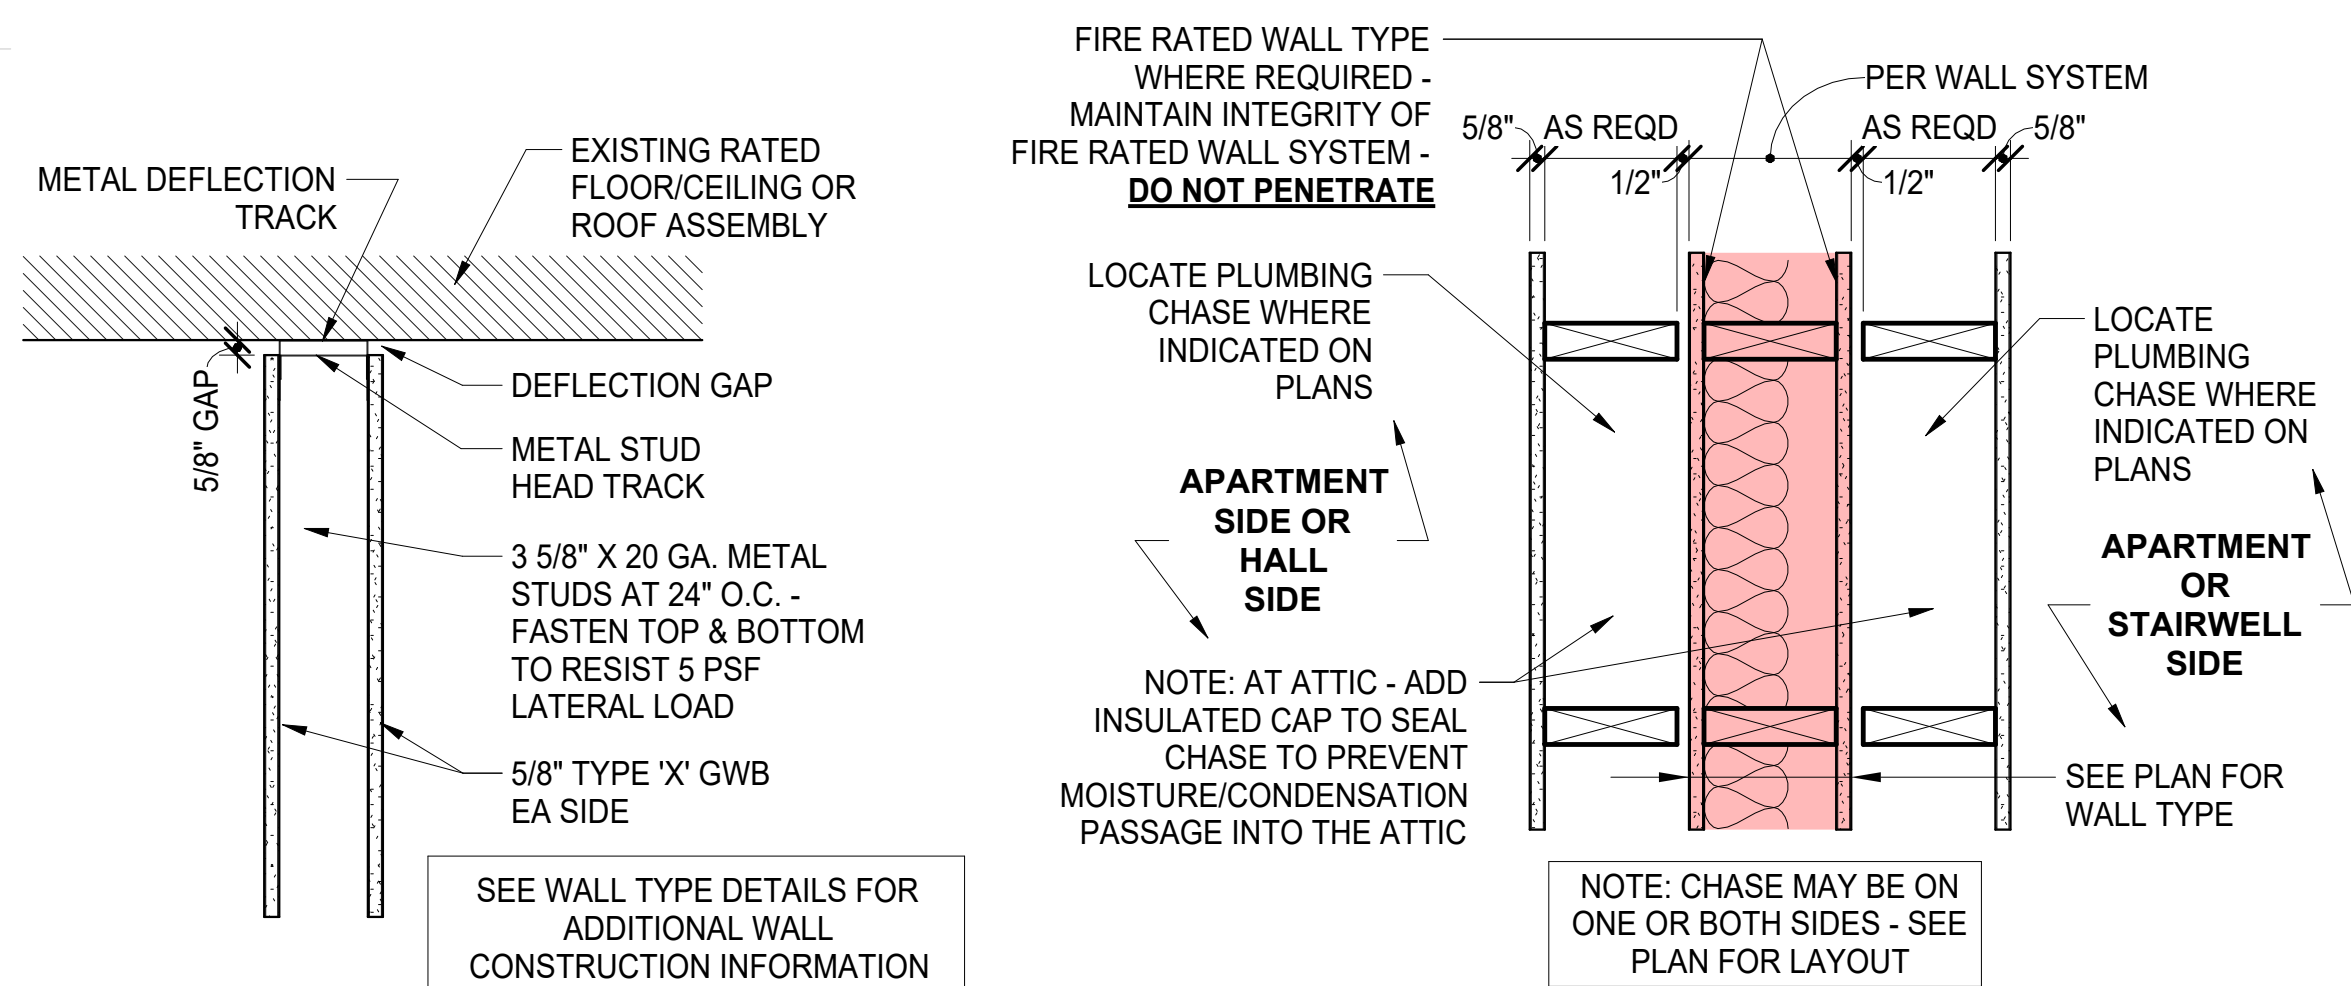 METAL DEFLECTION
TRACK
EXISTING RATED
FLOOR/CEILING OR
ROOF ASSEMBLY
5/8" GAP
DEFLECTION GAP
METAL STUD
HEAD TRACK
3 5/8" X 20 GA. METAL
STUDS AT 24" O.C. -
FASTEN TOP & BOTTOM
TO RESIST 5 PSF
LATERAL LOAD
5/8" TYPE 'X' GWB
EA SIDE
SEE WALL TYPE DETAILS FOR
ADDITIONAL WALL
CONSTRUCTION INFORMATION
FIRE RATED WALL TYPE
WHERE REQUIRED -
MAINTAIN INTEGRITY OF
FIRE RATED WALL SYSTEM -
DO NOT PENETRATE
PER WALL SYSTEM
5/8" AS REQD AS REQD 5/8"
1/2" 1/2"
LOCATE PLUMBING
CHASE WHERE
INDICATED ON
PLANS
APARTMENT
SIDE OR
HALL
SIDE
NOTE: AT ATTIC - ADD
INSULATED CAP TO SEAL
CHASE TO PREVENT
MOISTURE/CONDENSATION
PASSAGE INTO THE ATTIC
LOCATE
PLUMBING
CHASE WHERE
INDICATED ON
PLANS
APARTMENT
OR
STAIRWELL
SIDE
SEE PLAN FOR
WALL TYPE
NOTE: CHASE MAY BE ON
ONE OR BOTH SIDES - SEE
PLAN FOR LAYOUT